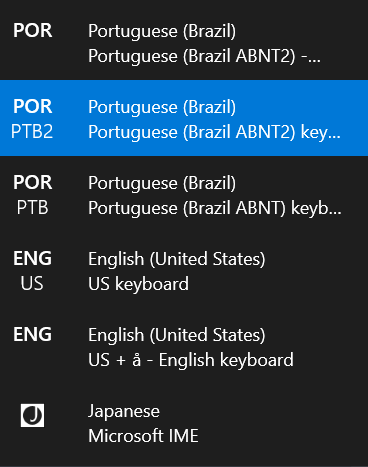 POR Portuguese (Brazil)
Portuguese (Brazil ABNT2) -...
POR Portuguese (Brazil)
PTB2 Portuguese (Brazil ABNT2) key...
POR Portuguese (Brazil)
PTB Portuguese (Brazil ABNT) keyb...
ENG English (United States)
US US keyboard
ENG English (United States)
US + å - English keyboard
J Japanese
Microsoft IME